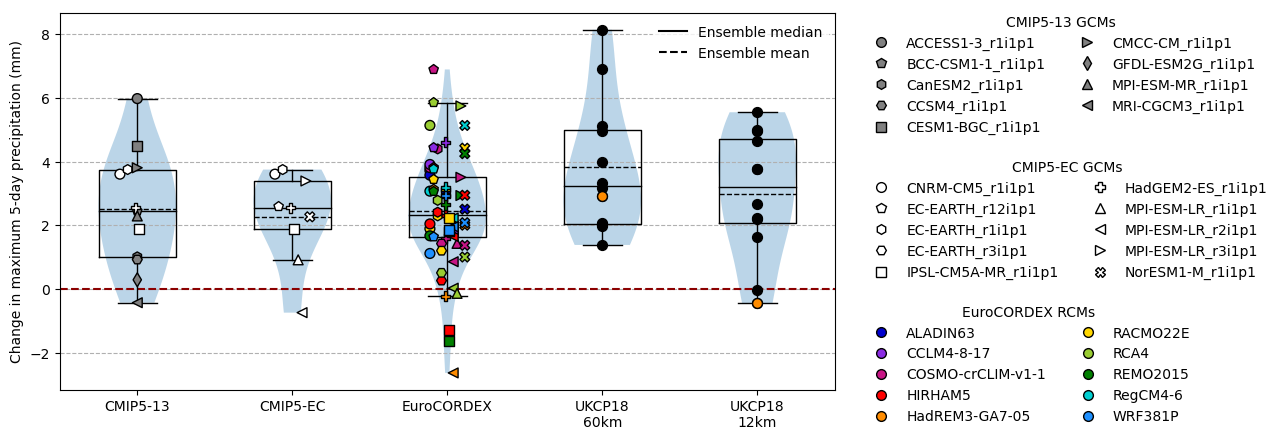 Change in maximum 5-day precipitation (mm)
8
6
4
2
0
−2
Ensemble median
Ensemble mean
CMIP5-13
CMIP5-EC
EuroCORDEX
UKCP18
60km
UKCP18
12km
CMIP5-13 GCMs
ACCESS1-3_r1i1p1
BCC-CSM1-1_r1i1p1
CanESM2_r1i1p1
CCSM4_r1i1p1
CESM1-BGC_r1i1p1
CMCC-CM_r1i1p1
GFDL-ESM2G_r1i1p1
MPI-ESM-MR_r1i1p1
MRI-CGCM3_r1i1p1
CMIP5-EC GCMs
CNRM-CM5_r1i1p1
EC-EARTH_r12i1p1
EC-EARTH_r1i1p1
EC-EARTH_r3i1p1
IPSL-CM5A-MR_r1i1p1
HadGEM2-ES_r1i1p1
MPI-ESM-LR_r1i1p1
MPI-ESM-LR_r2i1p1
MPI-ESM-LR_r3i1p1
NorESM1-M_r1i1p1
EuroCORDEX RCMs
ALADIN63
CCLM4-8-17
COSMO-crCLIM-v1-1
HIRHAM5
HadREM3-GA7-05
RACMO22E
RCA4
REMO2015
RegCM4-6
WRF381P